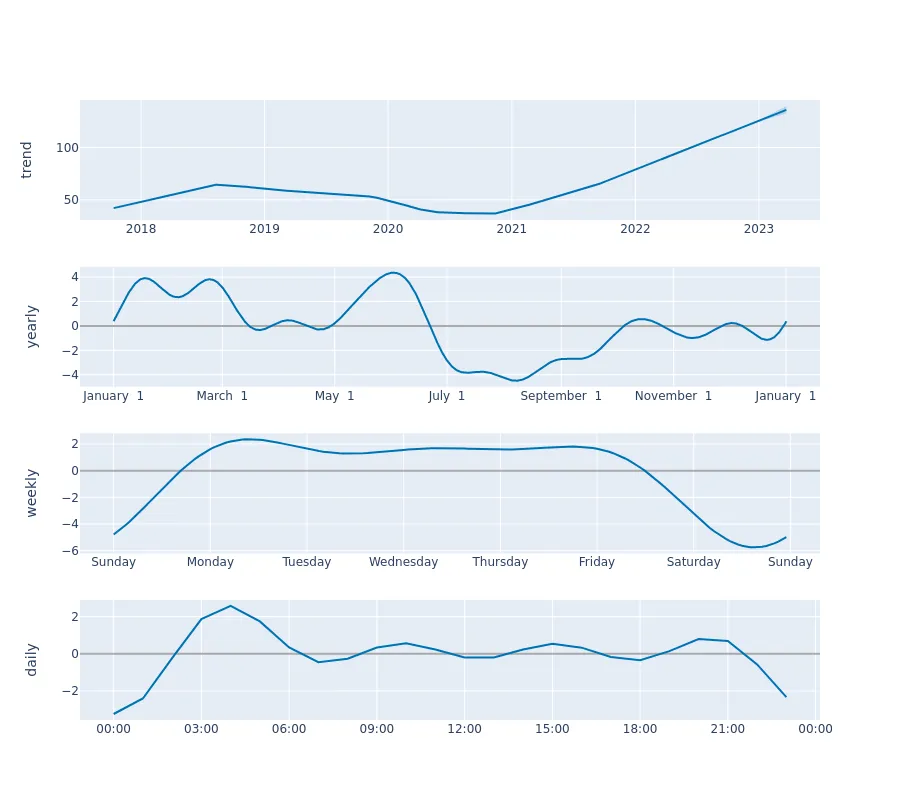 trend
100
50
2018 2019 2020 2021 2022 2023
yearly
4
2
0
−2
−4
January 1 March 1 May 1 July 1 September 1 November 1 January 1
weekly
2
0
−2
−4
−6
Sunday Monday Tuesday Wednesday Thursday Friday Saturday Sunday
daily
2
0
−2
00:00 03:00 06:00 09:00 12:00 15:00 18:00 21:00 00:00